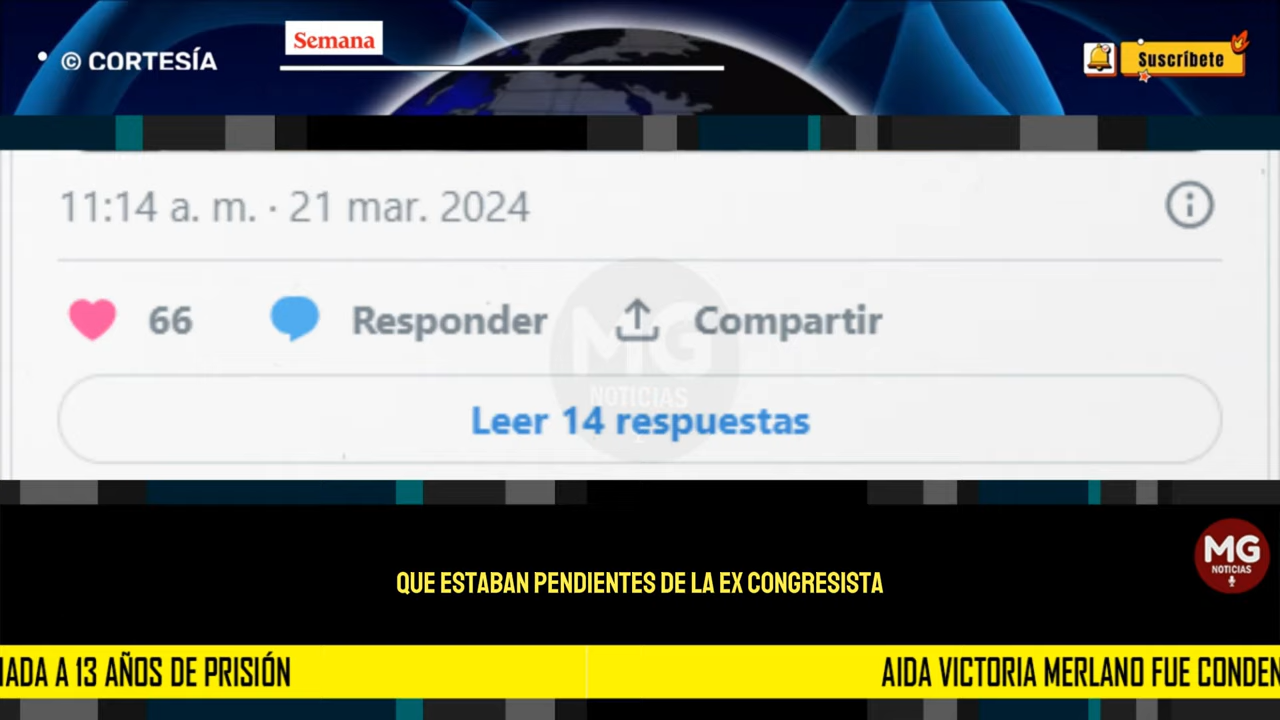 Semana
© CORTESÍA
Suscríbete
11:14 a. m. · 21 mar. 2024
66 Responder Compartir
MG
NOTICIAS
Leer 14 respuestas
MG
NOTICIAS
QUE ESTABAN PENDIENTES DE LA EX CONGRESISTA
ADA A 13 AÑOS DE PRISIÓN AIDA VICTORIA MERLANO FUE CONDEN